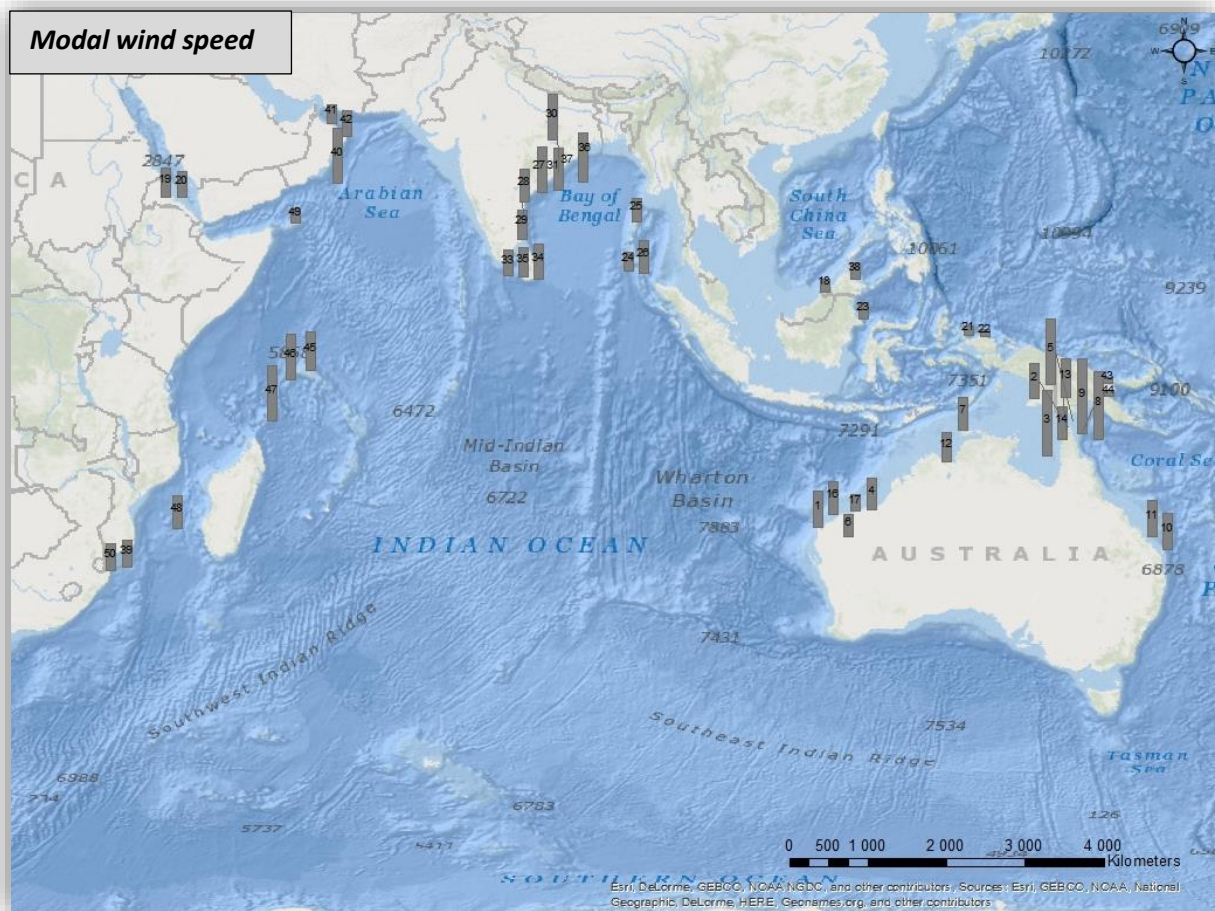 Modal wind speed
6909
N
W E
S
10272
N
PA
O
41
42
30
40
36
27 31 37
2847
19 20
28
C A
Arabian
Sea
Bay of
Bengal
South
China
Sea
25
49
29
10994
33 35 34
24 26
38
18
9239
23
21 22
46 45
5
47
2
13
43
44
9
8
7351
9100
6472
3
14
7
7291
12
Mid-Indian
Basin
Coral Se
6722
Wharton
Basin
16
17 4
1
6
48
11
10
7883
INDIAN OCEAN
AUSTRALIA
50 39
6878
7431
Southwest Indian Ridge
Southeast Indian Ridge
7534
Tasman
Sea
6783
5737
126
0 500 1 000 2 000 3 000 4 000
Kilometers
SOUTHERN OCEAN
Esri, DeLorme, GEBCO, NOAA NGDC, and other contributors, Sources: Esri, GEBCO, NOAA, National
Geographic, DeLorme, HERE, Geonames.org, and other contributors